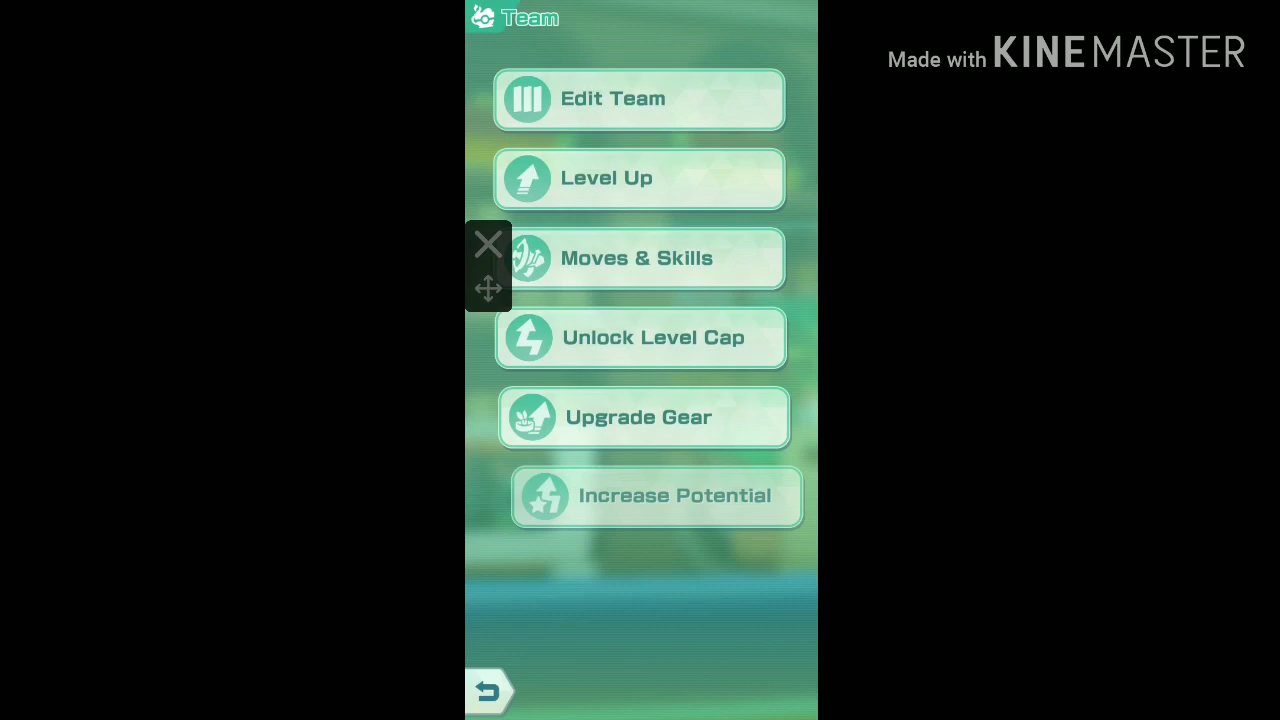 Team
Made with KINEMASTER
Edit Team
Level Up
Moves & Skills
Unlock Level Cap
Upgrade Gear
Increase Potential